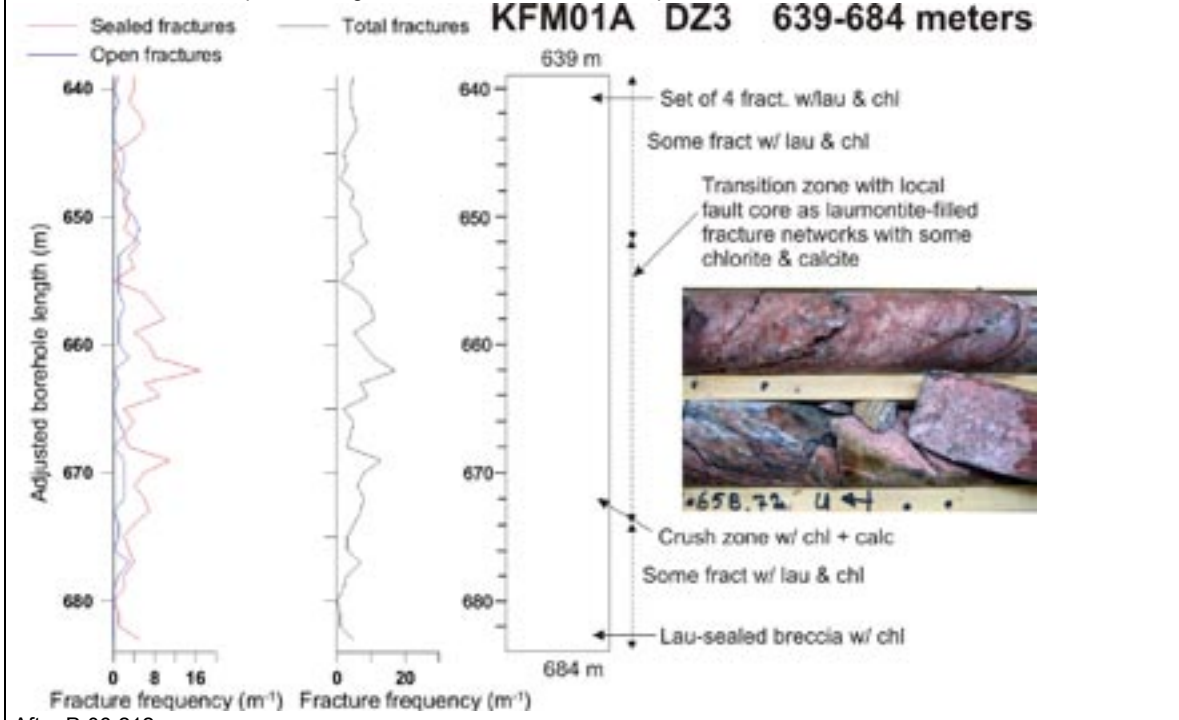 Sealed fractures
Open fractures
Total fractures
KFM01A DZ3 639-684 meters
640
650
660
670
680
Adjusted borehole length (m)
0 8 16
Fracture frequency (m-1)
0 20
Fracture frequency (m-1)
639 m
640
650
660
670
680
684 m
Set of 4 fract. w/lau & chl
Some fract w/ lau & chl
Transition zone with local
fault core as laumontite-filled
fracture networks with some
chlorite & calcite
658.72
Crush zone w/ chl + calc
Some fract w/ lau & chl
Lau-sealed breccia w/ chl